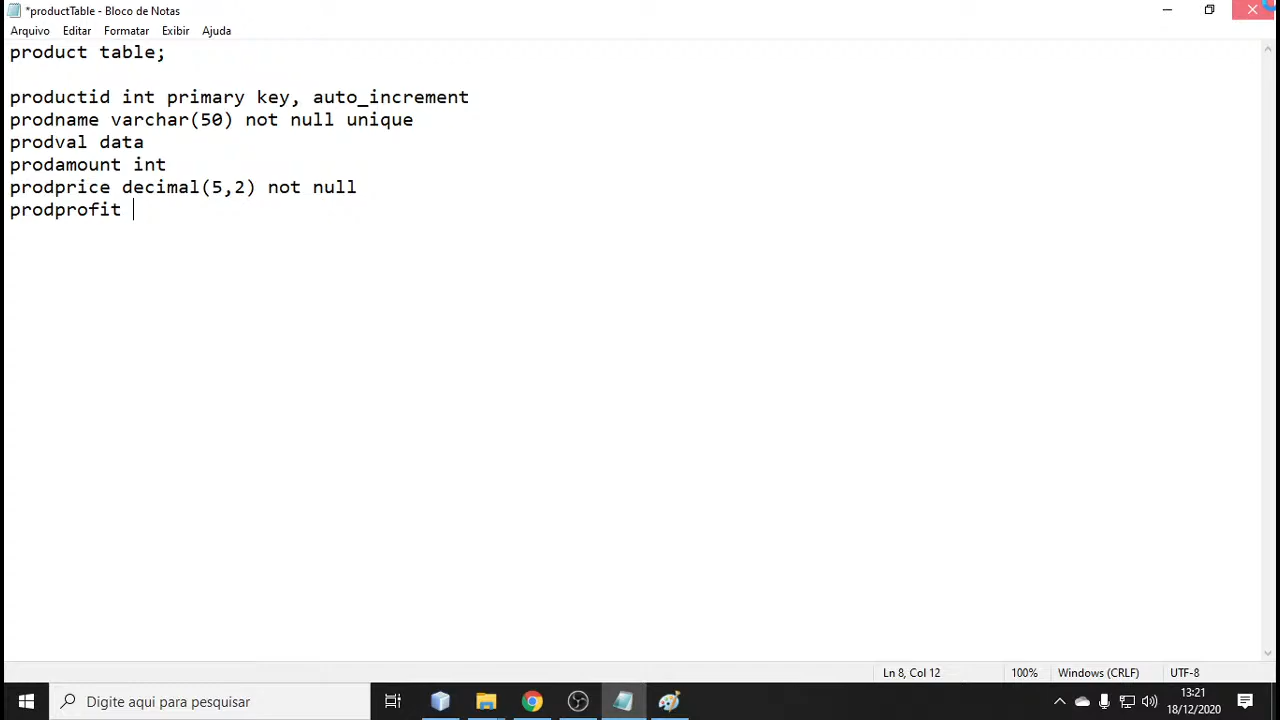 *productTable - Bloco de Notas
Arquivo Editar Formatar Exibir Ajuda
product table;
productid int primary key, auto_increment
prodname varchar(50) not null unique
prodval data
prodamount int
prodprice decimal(5,2) not null
prodprofit
Ln 8, Col 12 100% Windows (CRLF) UTF-8
Digite aqui para pesquisar
13:21
18/12/2020